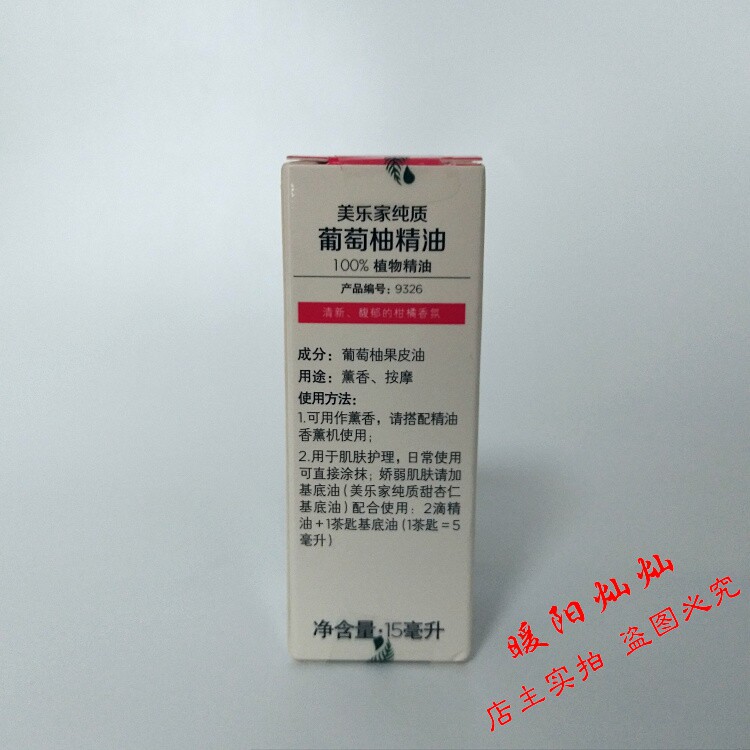 美乐家纯质
葡萄柚精油
100% 植物精油
产品编号：9326
清新、馥郁的柑橘香氛
成分：葡萄柚果皮油
用途：薰香、按摩
使用方法：
1.可用作薰香，请搭配精油
香薰机使用；
2.用于肌肤护理，日常使用
可直接涂抹；娇弱肌肤请加
基底油（美乐家纯质甜杏仁
基底油）配合使用：2滴精
油+1茶匙基底油（1茶匙=5
毫升）
净含量：15毫升
暖阳灿灿
店主实拍 盗图必究